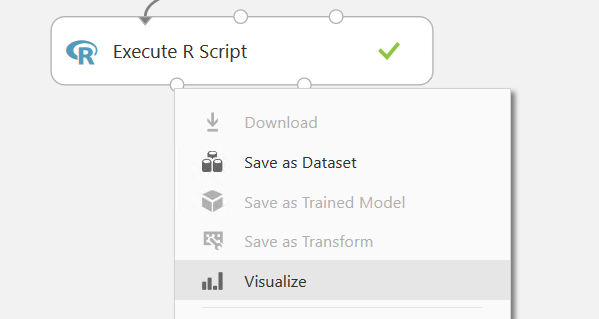 Execute R Script
Download
Save as Dataset
Save as Trained Model
Save as Transform
Visualize